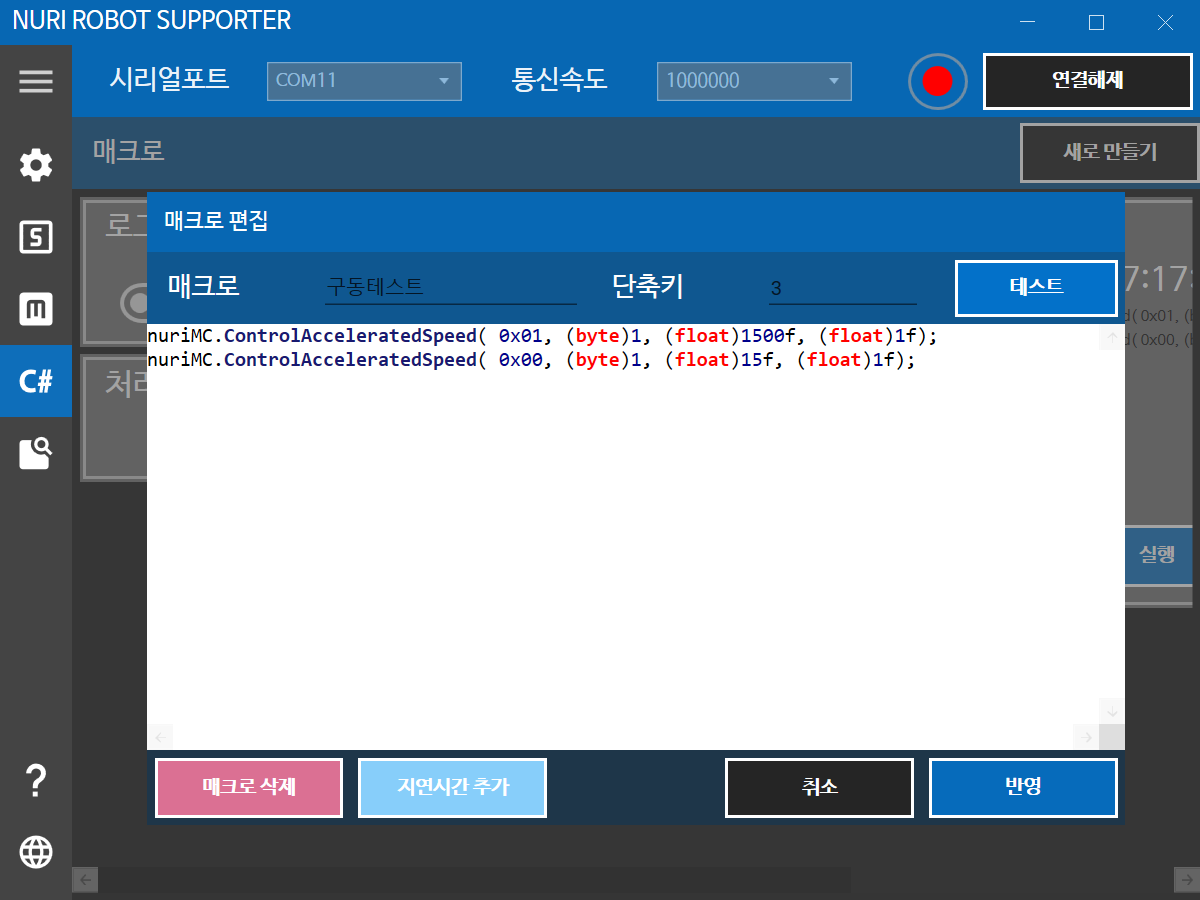 NURI ROBOT SUPPORTER
시리얼포트 COM11 통신속도 1000000 연결해제
매크로 새로 만들기
매크로 편집
매크로 구동테스트 단축키 3 테스트
nuriMC.ControlAcceleratedSpeed( 0x01, (byte)1, (float)1500f, (float)1f);
nuriMC.ControlAcceleratedSpeed( 0x00, (byte)1, (float)15f, (float)1f);
로그
처리
7:17:
d( 0x01, (b
d( 0x00, (b
C#
실행
매크로 삭제 지연시간 추가 취소 반영